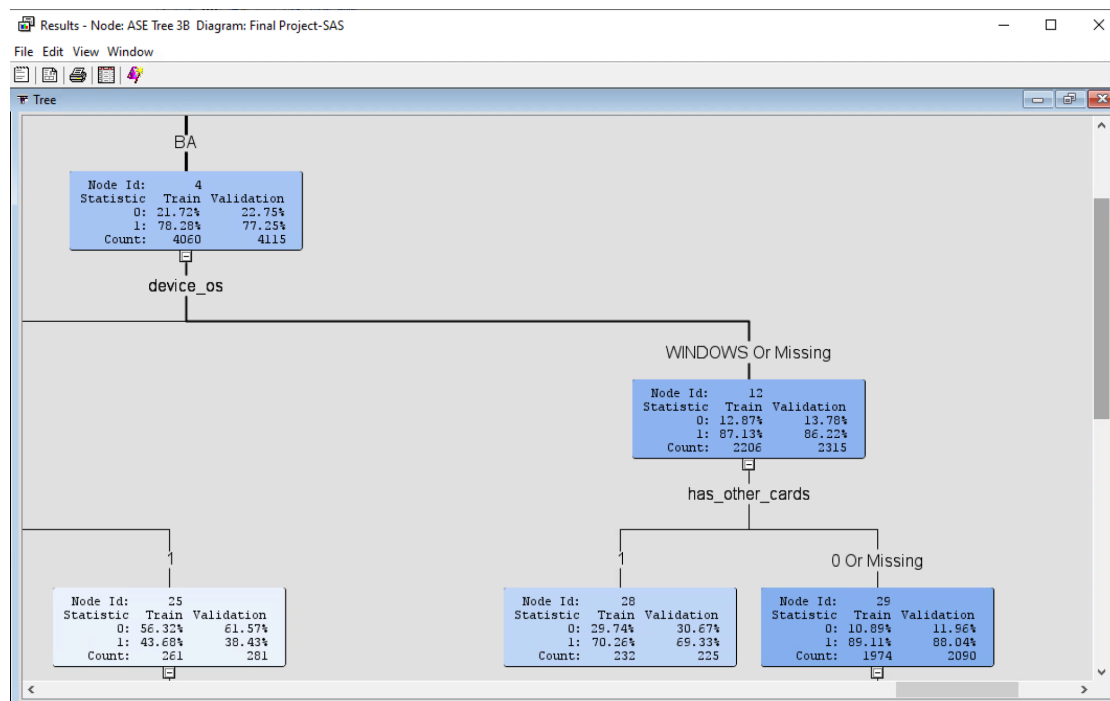 Results - Node: ASE Tree 3B Diagram: Final Project-SAS
File Edit View Window
Tree
BA
Node Id: 4
Statistic Train Validation
0: 21.72% 22.75%
1: 78.28% 77.25%
Count: 4060 4115
device_os
WINDOWS Or Missing
Node Id: 12
Statistic Train Validation
0: 12.87% 13.78%
1: 87.13% 86.22%
Count: 2206 2315
has_other_cards
1
1
0 Or Missing
Node Id: 25
Statistic Train Validation
0: 56.32% 61.57%
1: 43.68% 38.43%
Count: 261 281
Node Id: 28
Statistic Train Validation
0: 29.74% 30.67%
1: 70.26% 69.33%
Count: 232 225
Node Id: 29
Statistic Train Validation
0: 10.89% 11.96%
1: 89.11% 88.04%
Count: 1974 2090